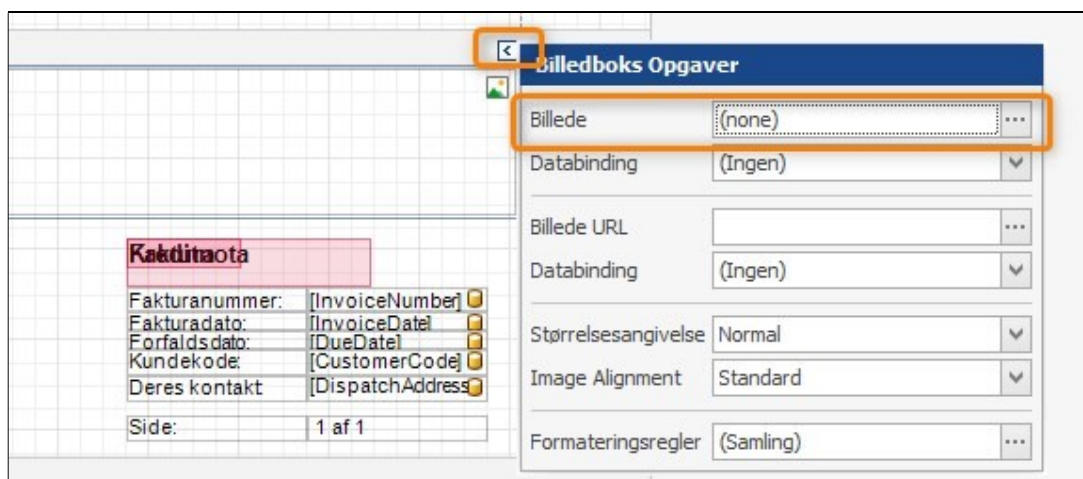 Billedboks Opgaver
Billede (none)
Databinding (Ingen)
Billede URL
Databinding (Ingen)
Størrelsesangivelse Normal
Image Alignment Standard
Formateringsregler (Samling)
Fakturanummer: [InvoiceNumber]
Fakturadato: [InvoiceDate]
Forfaldsdato: [DueDate]
Kundekode: [CustomerCode]
Deres kontakt [DispatchAddress
Side: 1 af 1